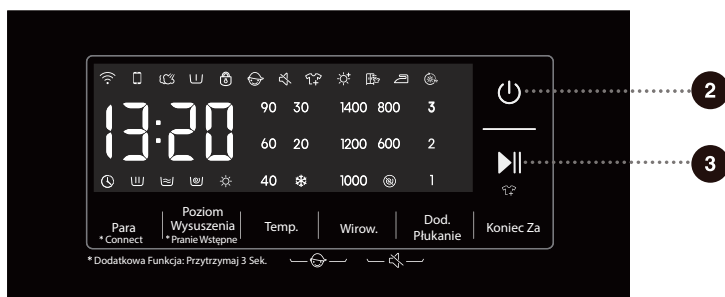 13:20
90 30 1400 800 3
60 20 1200 600 2
40 1000 1
Para
* Connect
Poziom
Wysuszenia
* Pranie Wstępne
Temp.
Wirow.
Dod.
Płukanie
Koniec Za
* Dodatkowa Funkcja: Przytrzymaj 3 Sek.
2
3